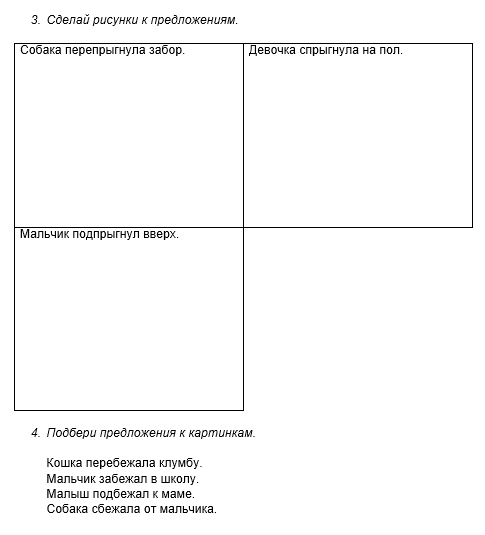 3. Сделай рисунки к предложениям.
Собака перепрыгнула забор.
Девочка спрыгнула на пол.
Мальчик подпрыгнул вверх.
4. Подбери предложения к картинкам.
Кошка перебежала клумбу.
Мальчик забежал в школу.
Малыш подбежал к маме.
Собака сбежала от мальчика.